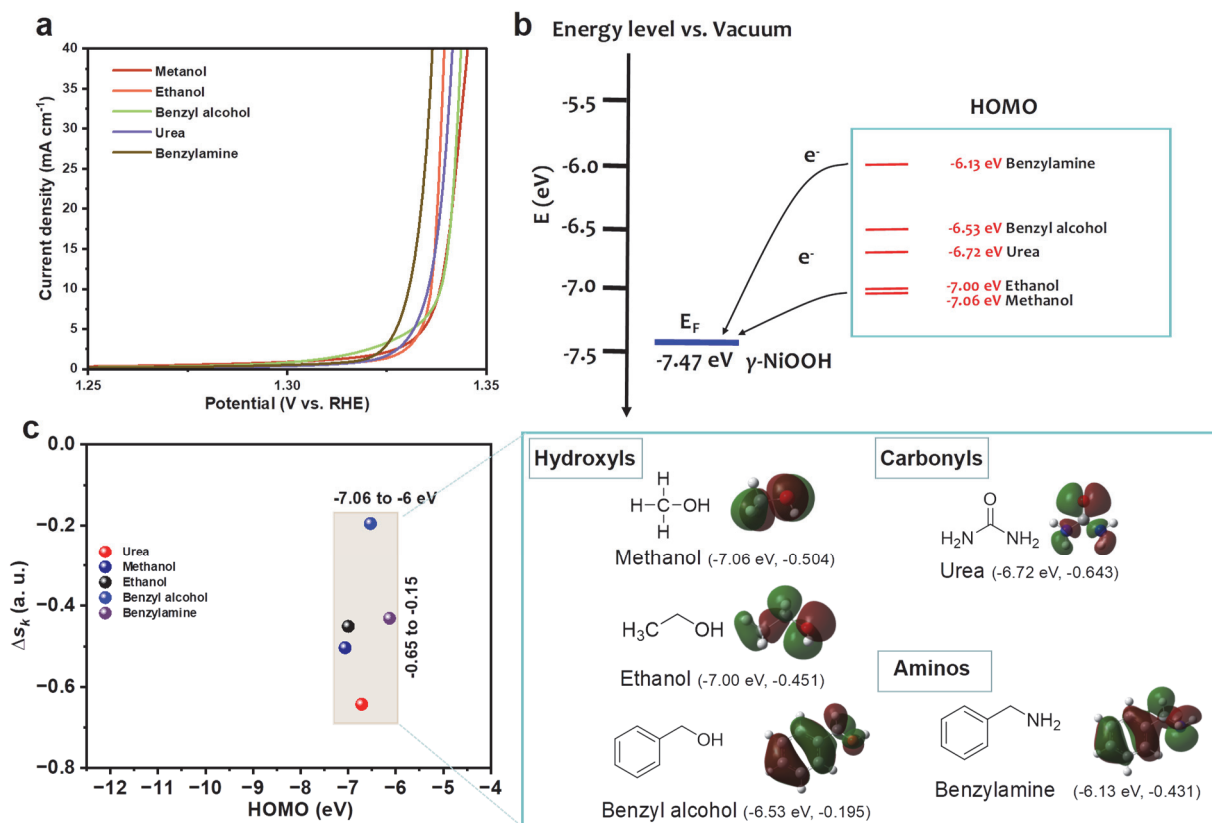 a
40
35
30
25
20
15
10
5
0
Current density (mA cm⁻¹)
Metanol
Ethanol
Benzyl alcohol
Urea
Benzylamine
1.25
1.30
1.35
Potential (V vs. RHE)
b
Energy level vs. Vacuum
E (eV)
-5.5
-6.0
-6.5
-7.0
-7.5
HOMO
e⁻
e⁻
-6.13 eV Benzylamine
-6.53 eV Benzyl alcohol
-6.72 eV Urea
-7.00 eV Ethanol
-7.06 eV Methanol
E_F
-7.47 eV γ-NiOOH
c
0.0
−0.2
−0.4
−0.6
−0.8
Δs_k (a. u.)
-7.06 to -6 eV
-0.65 to -0.15
Urea
Methanol
Ethanol
Benzyl alcohol
Benzylamine
−12
−11
−10
−9
−8
−7
−6
−5
−4
HOMO (eV)
Hydroxyls
H
H−C−OH
H
Methanol (-7.06 eV, -0.504)
H₃C OH
Ethanol (-7.00 eV, -0.451)
OH
Benzyl alcohol (-6.53 eV, -0.195)
Carbonyls
O
H₂N NH₂
Urea (-6.72 eV, -0.643)
Aminos
NH₂
Benzylamine (-6.13 eV, -0.431)